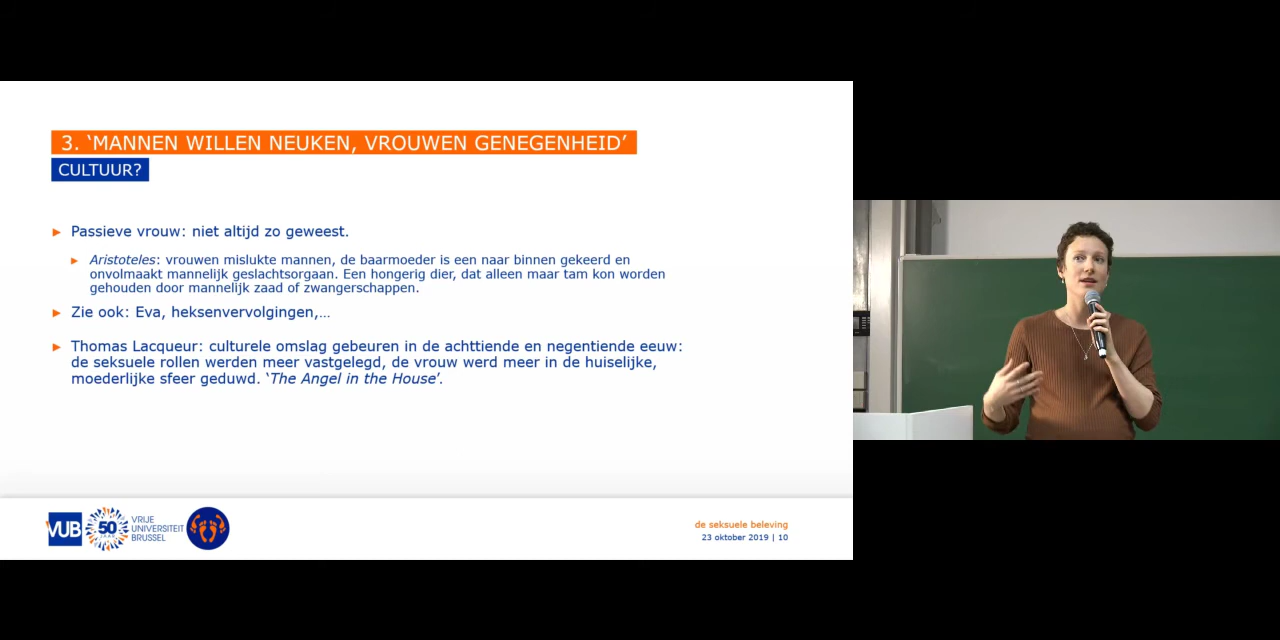 3. ‘MANNEN WILLEN NEUKEN, VROUWEN GENEGENHEID’
CULTUUR?
► Passieve vrouw: niet altijd zo geweest.
► Aristoteles: vrouwen mislukte mannen, de baarmoeder is een naar binnen gekeerd en
onvolmaakt mannelijk geslachtsorgaan. Een hongerig dier, dat alleen maar tam kon worden
gehouden door mannelijk zaad of zwangerschappen.
► Zie ook: Eva, heksenvervolgingen,…
► Thomas Lacqueur: culturele omslag gebeuren in de achttiende en negentiende eeuw:
de seksuele rollen werden meer vastgelegd, de vrouw werd meer in de huiselijke,
moederlijke sfeer geduwd. ‘The Angel in the House’.
VUB
50
JAAR
VRIJE
UNIVERSITEIT
BRUSSEL
de seksuele beleving
23 oktober 2019 | 10